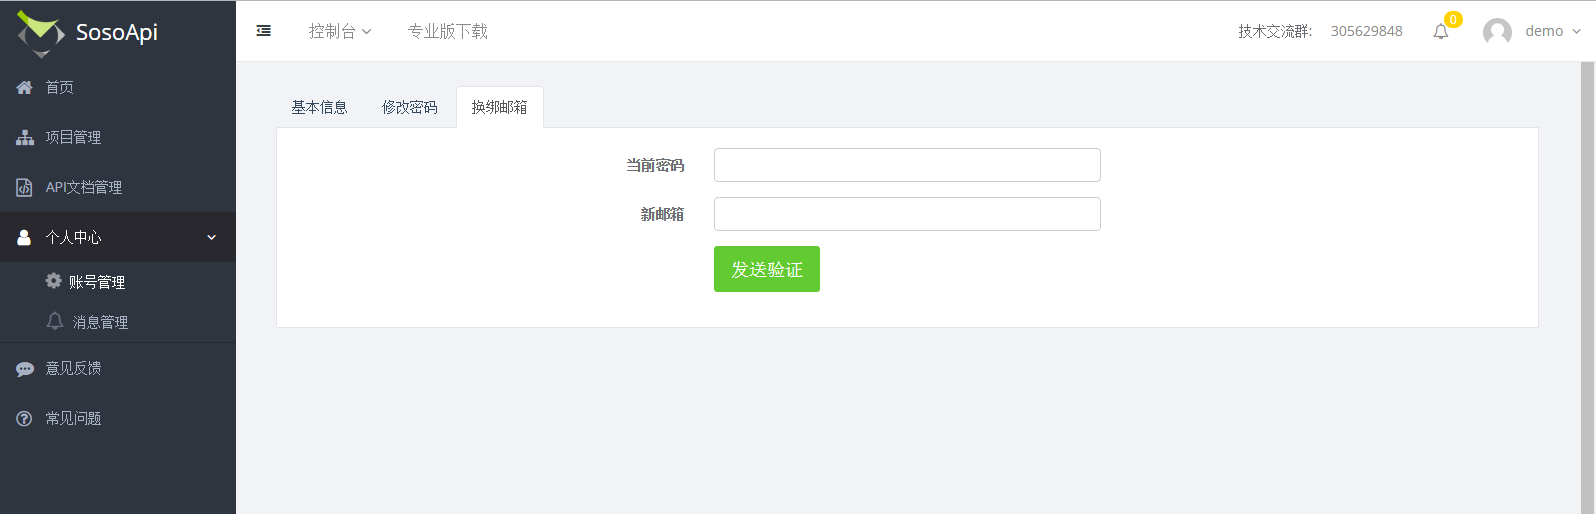 SosoApi
控制台
专业版下载
技术交流群:
305629848
0
demo
首页
项目管理
API文档管理
个人中心
账号管理
消息管理
意见反馈
常见问题
基本信息
修改密码
换绑邮箱
当前密码
新邮箱
发送验证